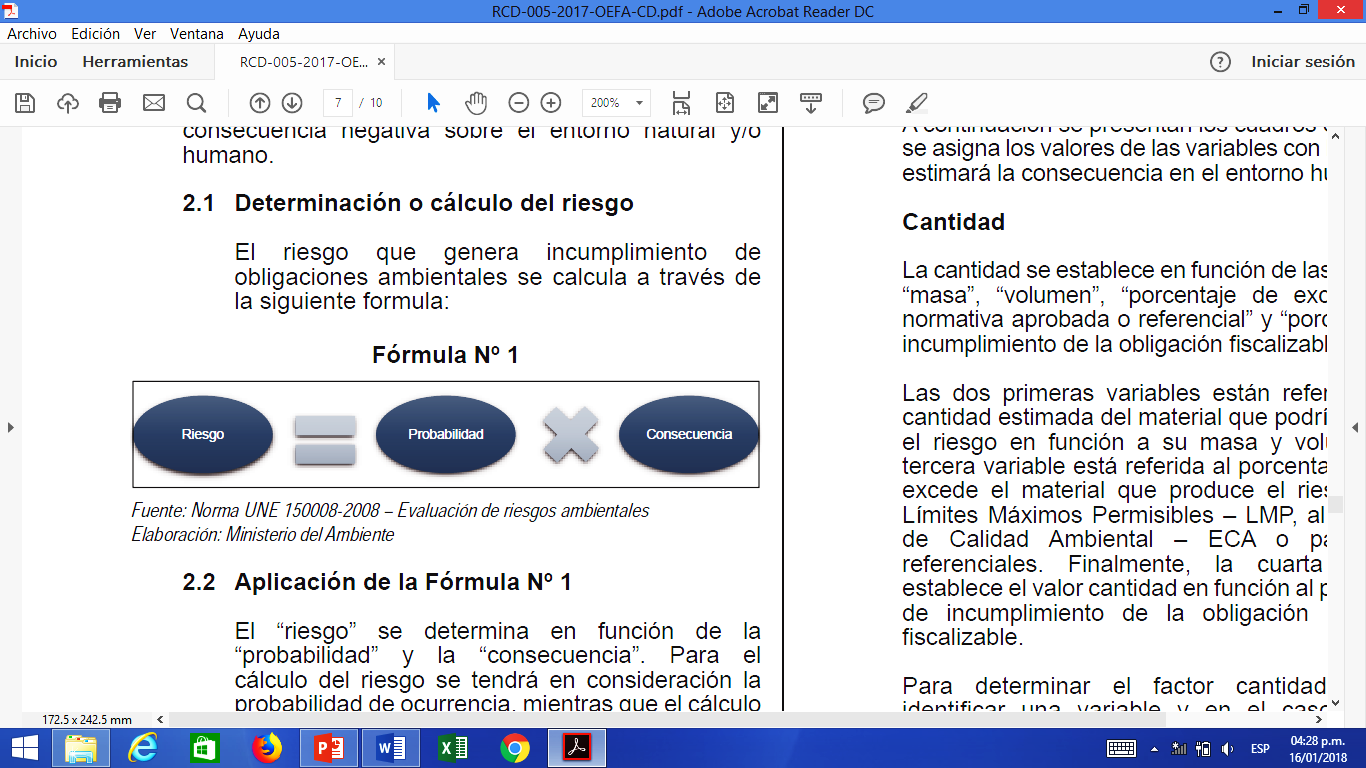 RCD-005-2017-OEFA-CD.pdf - Adobe Acrobat Reader DC
Archivo Edición Ver Ventana Ayuda
Inicio Herramientas RCD-005-2017-OE... × ? Iniciar sesión
7 / 10 200%
consecuencia negativa sobre el entorno natural y/o
humano.
2.1 Determinación o cálculo del riesgo
El riesgo que genera incumplimiento de
obligaciones ambientales se calcula a través de
la siguiente formula:
Fórmula Nº 1
Riesgo = Probabilidad × Consecuencia
Fuente: Norma UNE 150008-2008 – Evaluación de riesgos ambientales
Elaboración: Ministerio del Ambiente
2.2 Aplicación de la Fórmula Nº 1
El “riesgo” se determina en función de la
“probabilidad” y la “consecuencia”. Para el
cálculo del riesgo se tendrá en consideración la
probabilidad de ocurrencia, mientras que el cálculo
A continuación se presentan los cuadros
se asigna los valores de las variables con
estimará la consecuencia en el entorno
Cantidad
La cantidad se establece en función de las
“masa”, “volumen”, “porcentaje de
normativa aprobada o referencial” y
incumplimiento de la obligación
Las dos primeras variables están
cantidad estimada del material que
el riesgo en función a su masa y
tercera variable está referida al
excede el material que produce el
Límites Máximos Permisibles – LMP, al
de Calidad Ambiental – ECA o
referenciales. Finalmente, la cuarta
establece el valor cantidad en función al
de incumplimiento de la obligación
fiscalizable.
Para determinar el factor cantidad
identificar una variable y en el
172.5 x 242.5 mm
ESP 04:28 p.m.
16/01/2018